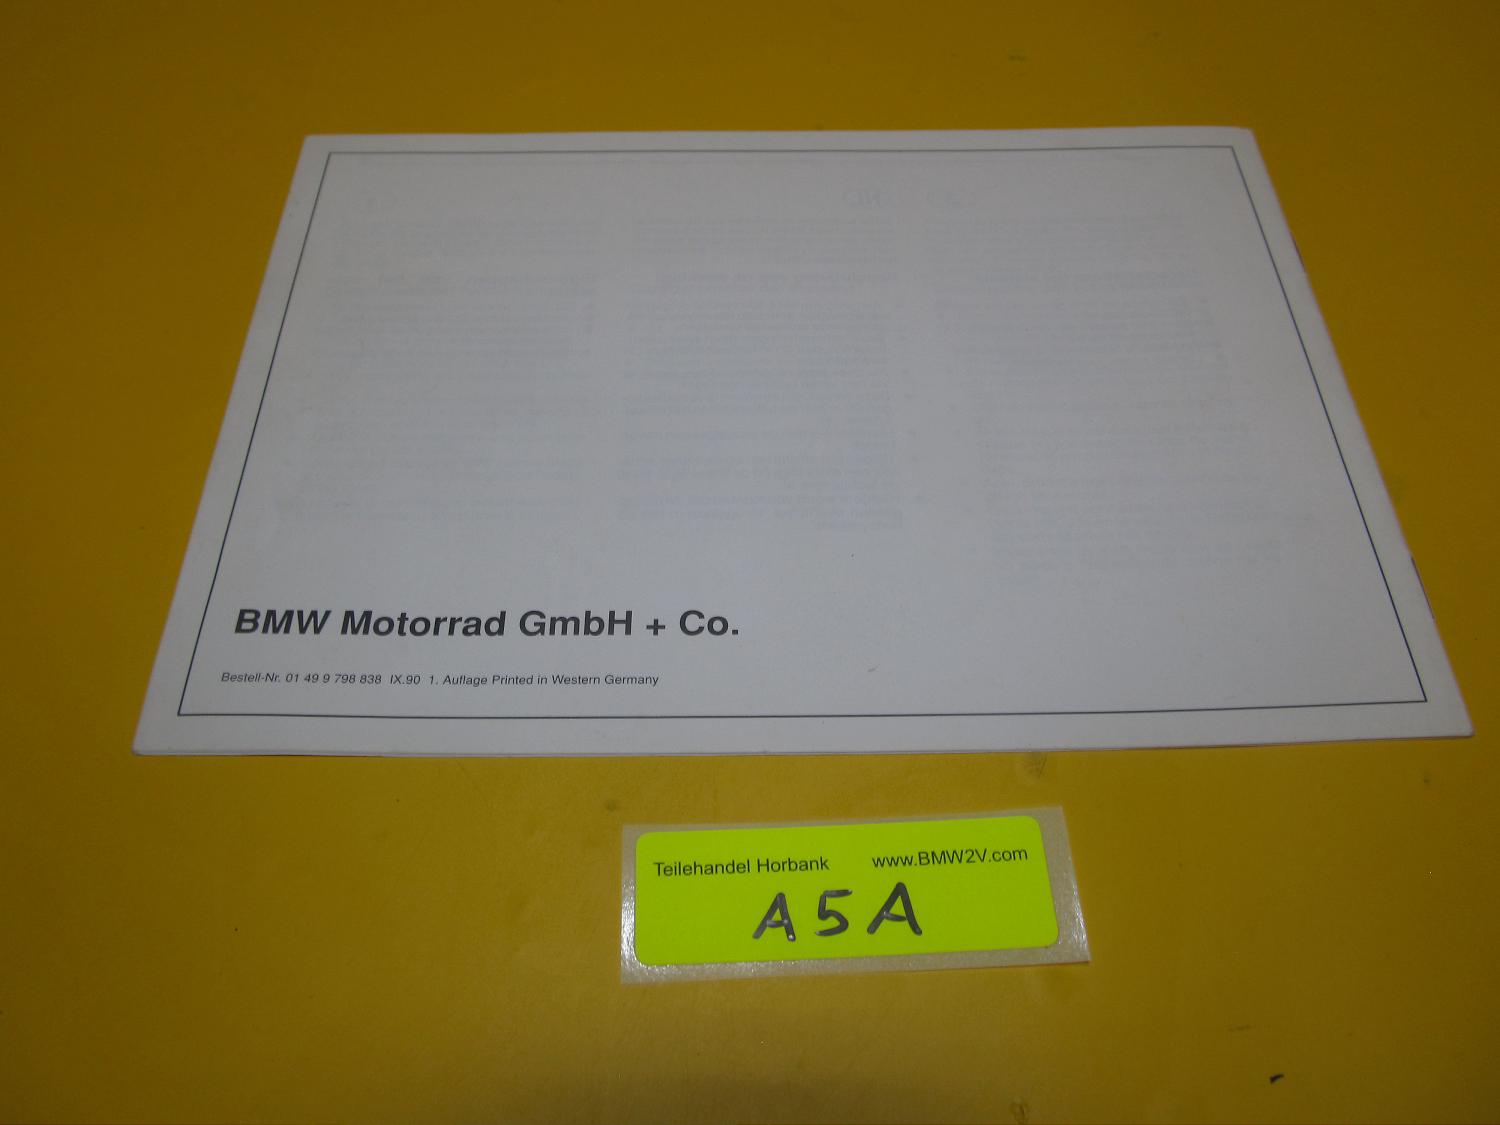 BMW Motorrad GmbH + Co.
Bestell-Nr. 01 49 9 798 838 IX.90 1. Auflage Printed in Western Germany
Teilehandel Horbank www.BMW2V.com
A5A